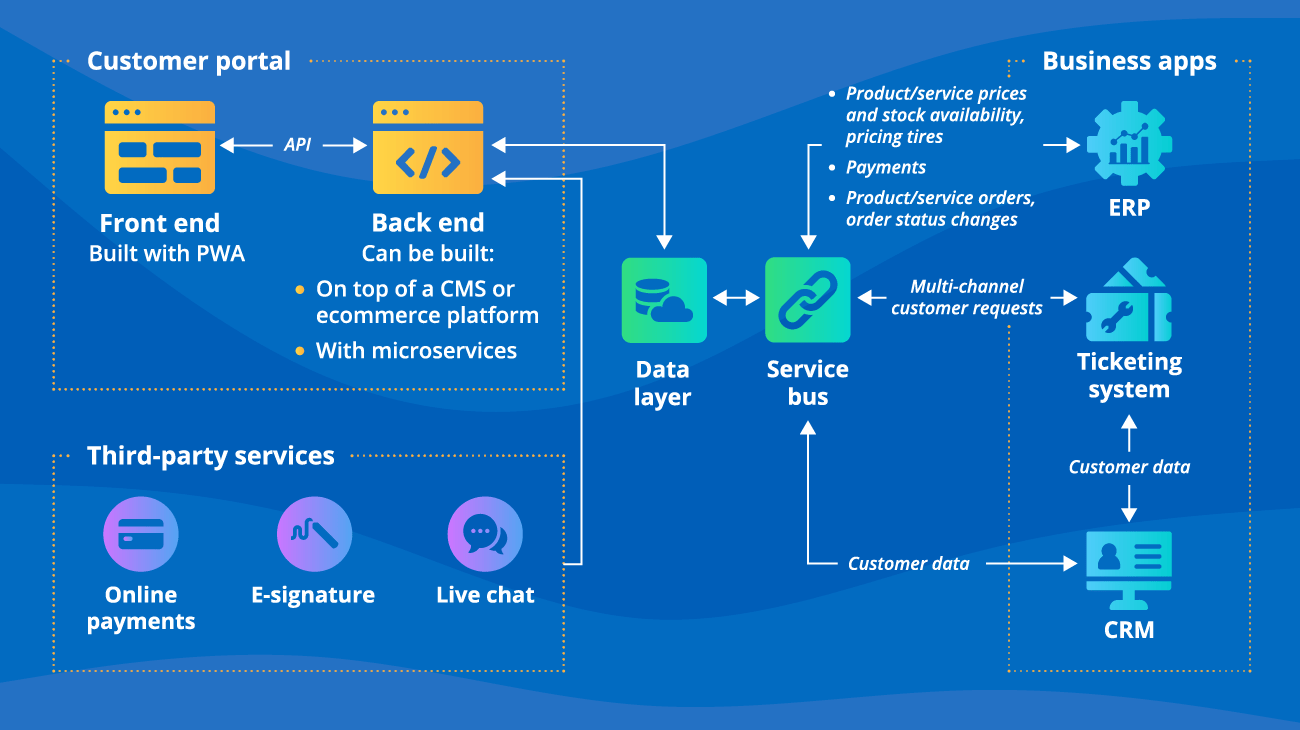 Customer portal
API
Front end
Built with PWA
Back end
Can be built:
• On top of a CMS or
ecommerce platform
• With microservices
Third-party services
Online
payments
E-signature
Live chat
Data
layer
Service
bus
• Product/service prices
and stock availability,
pricing tires
• Payments
• Product/service orders,
order status changes
Multi-channel
customer requests
Customer data
Business apps
ERP
Ticketing
system
Customer data
CRM